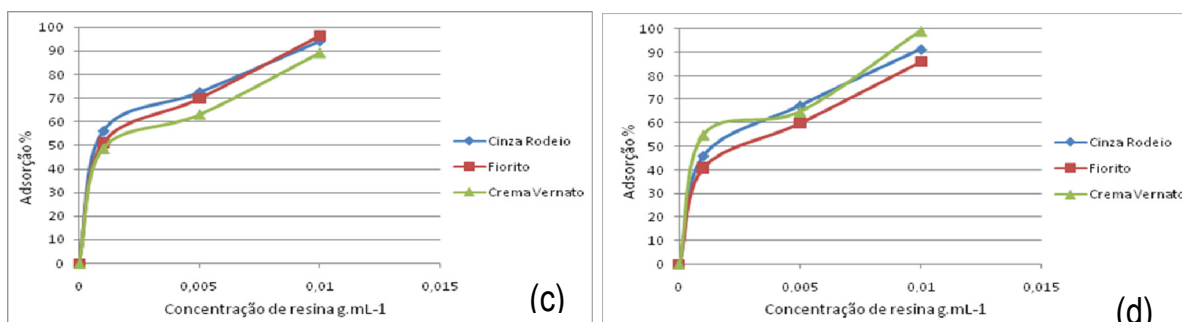 100
90
80
70
60
50
40
30
20
10
0
Adsorção %
0 0,005 0,01 0,015
Concentração de resina g.mL-1
Cinza Rodeio
Fiorito
Crema Vernato
(c)
100
90
80
70
60
50
40
30
20
10
0
Adsorção %
0 0,005 0,01 0,015
Concentração de resina g.mL-1
Cinza Rodeio
Fiorito
Crema Vernato
(d)